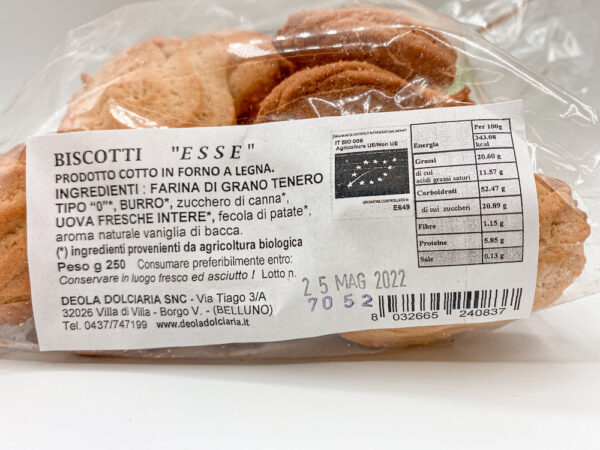 BISCOTTI "ESSE"
PRODOTTO COTTO IN FORNO A LEGNA.
INGREDIENTI : FARINA DI GRANO TENERO
TIPO "0"*, BURRO*, zucchero di canna*,
UOVA FRESCHE INTERE*, fecola di patate*,
aroma naturale vaniglia di bacca.
(*) ingredienti provenienti da agricoltura biologica
Peso g 250 Consumare preferibilmente entro:
Conservare in luogo fresco ed asciutto ! Lotto n.
25 MAG 2022
7052
DEOLA DOLCIARIA SNC - Via Tiago 3/A
32026 Villa di Villa - Borgo V. - (BELLUNO)
Tel. 0437/747199 www.deoladolciaria.it
IT BIO 006
Agricoltura UE/Non UE
OPERATORE CONTROLLATO N.
E649
Per 100g
Energia 343.08 kcal
Grassi 20.60 g
di cui acidi grassi saturi 11.57 g
Carboidrati 52.47 g
di cui zuccheri 20.89 g
Fibre 1,15 g
Proteine 5.85 g
Sale 0.13 g
8 032665 240837